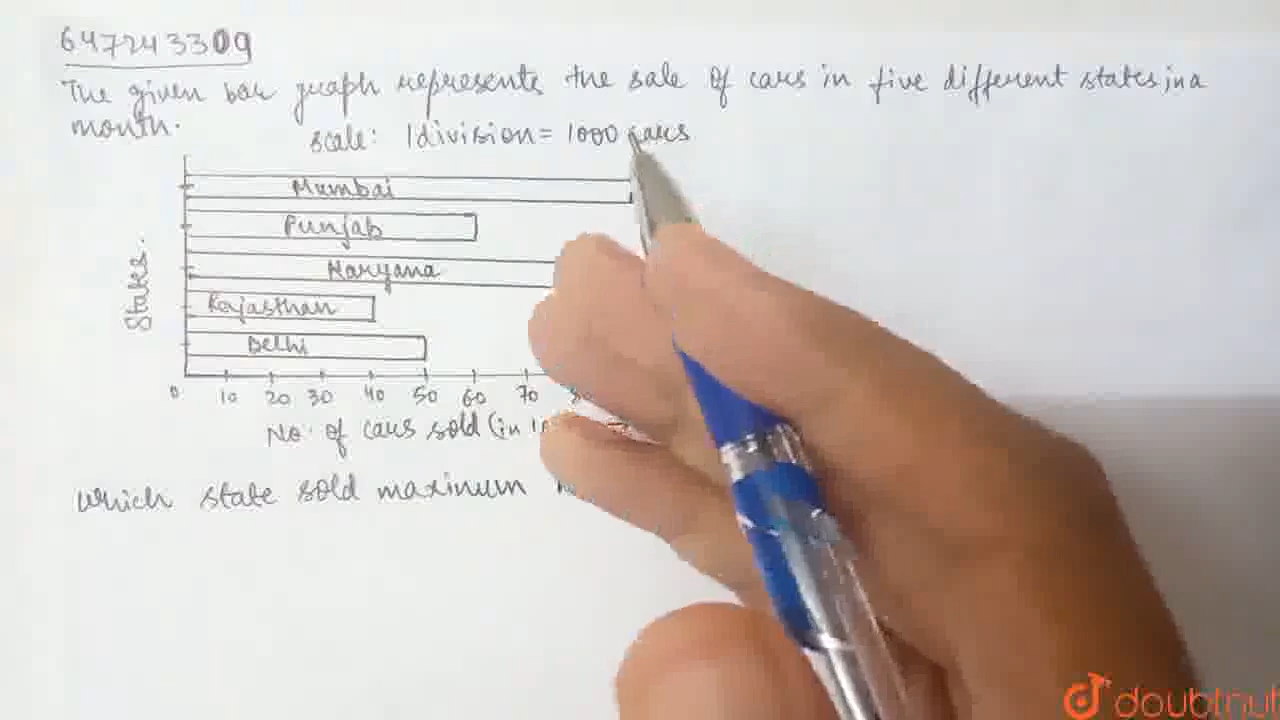 647243309
The given bar graph represents the sale of cars in five different states in a
month.
scale: 1 division = 1000 cars
Mumbai
Punjab
Haryana
Rajasthan
Delhi
States.
0 10 20 30 40 50 60 70 80
No. of cars sold (in
which state sold maxinum
doubtnut